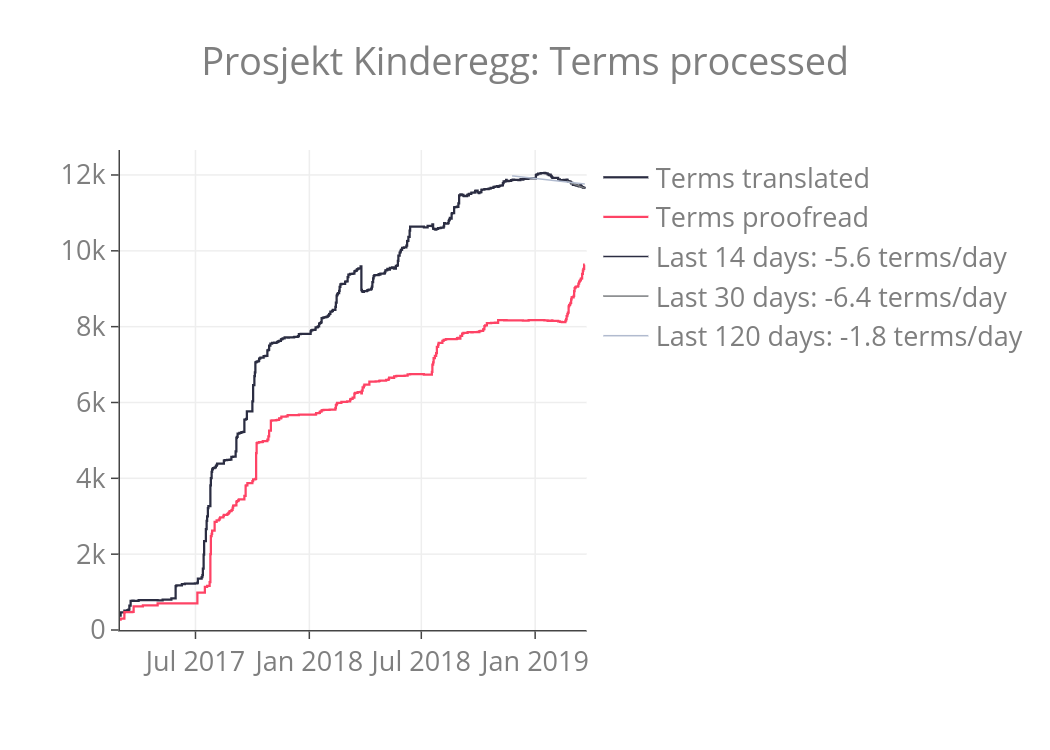 Prosjekt Kinderegg: Terms processed
12k
10k
8k
6k
4k
2k
0
Jul 2017
Jan 2018
Jul 2018
Jan 2019
Terms translated
Terms proofread
Last 14 days: -5.6 terms/day
Last 30 days: -6.4 terms/day
Last 120 days: -1.8 terms/day